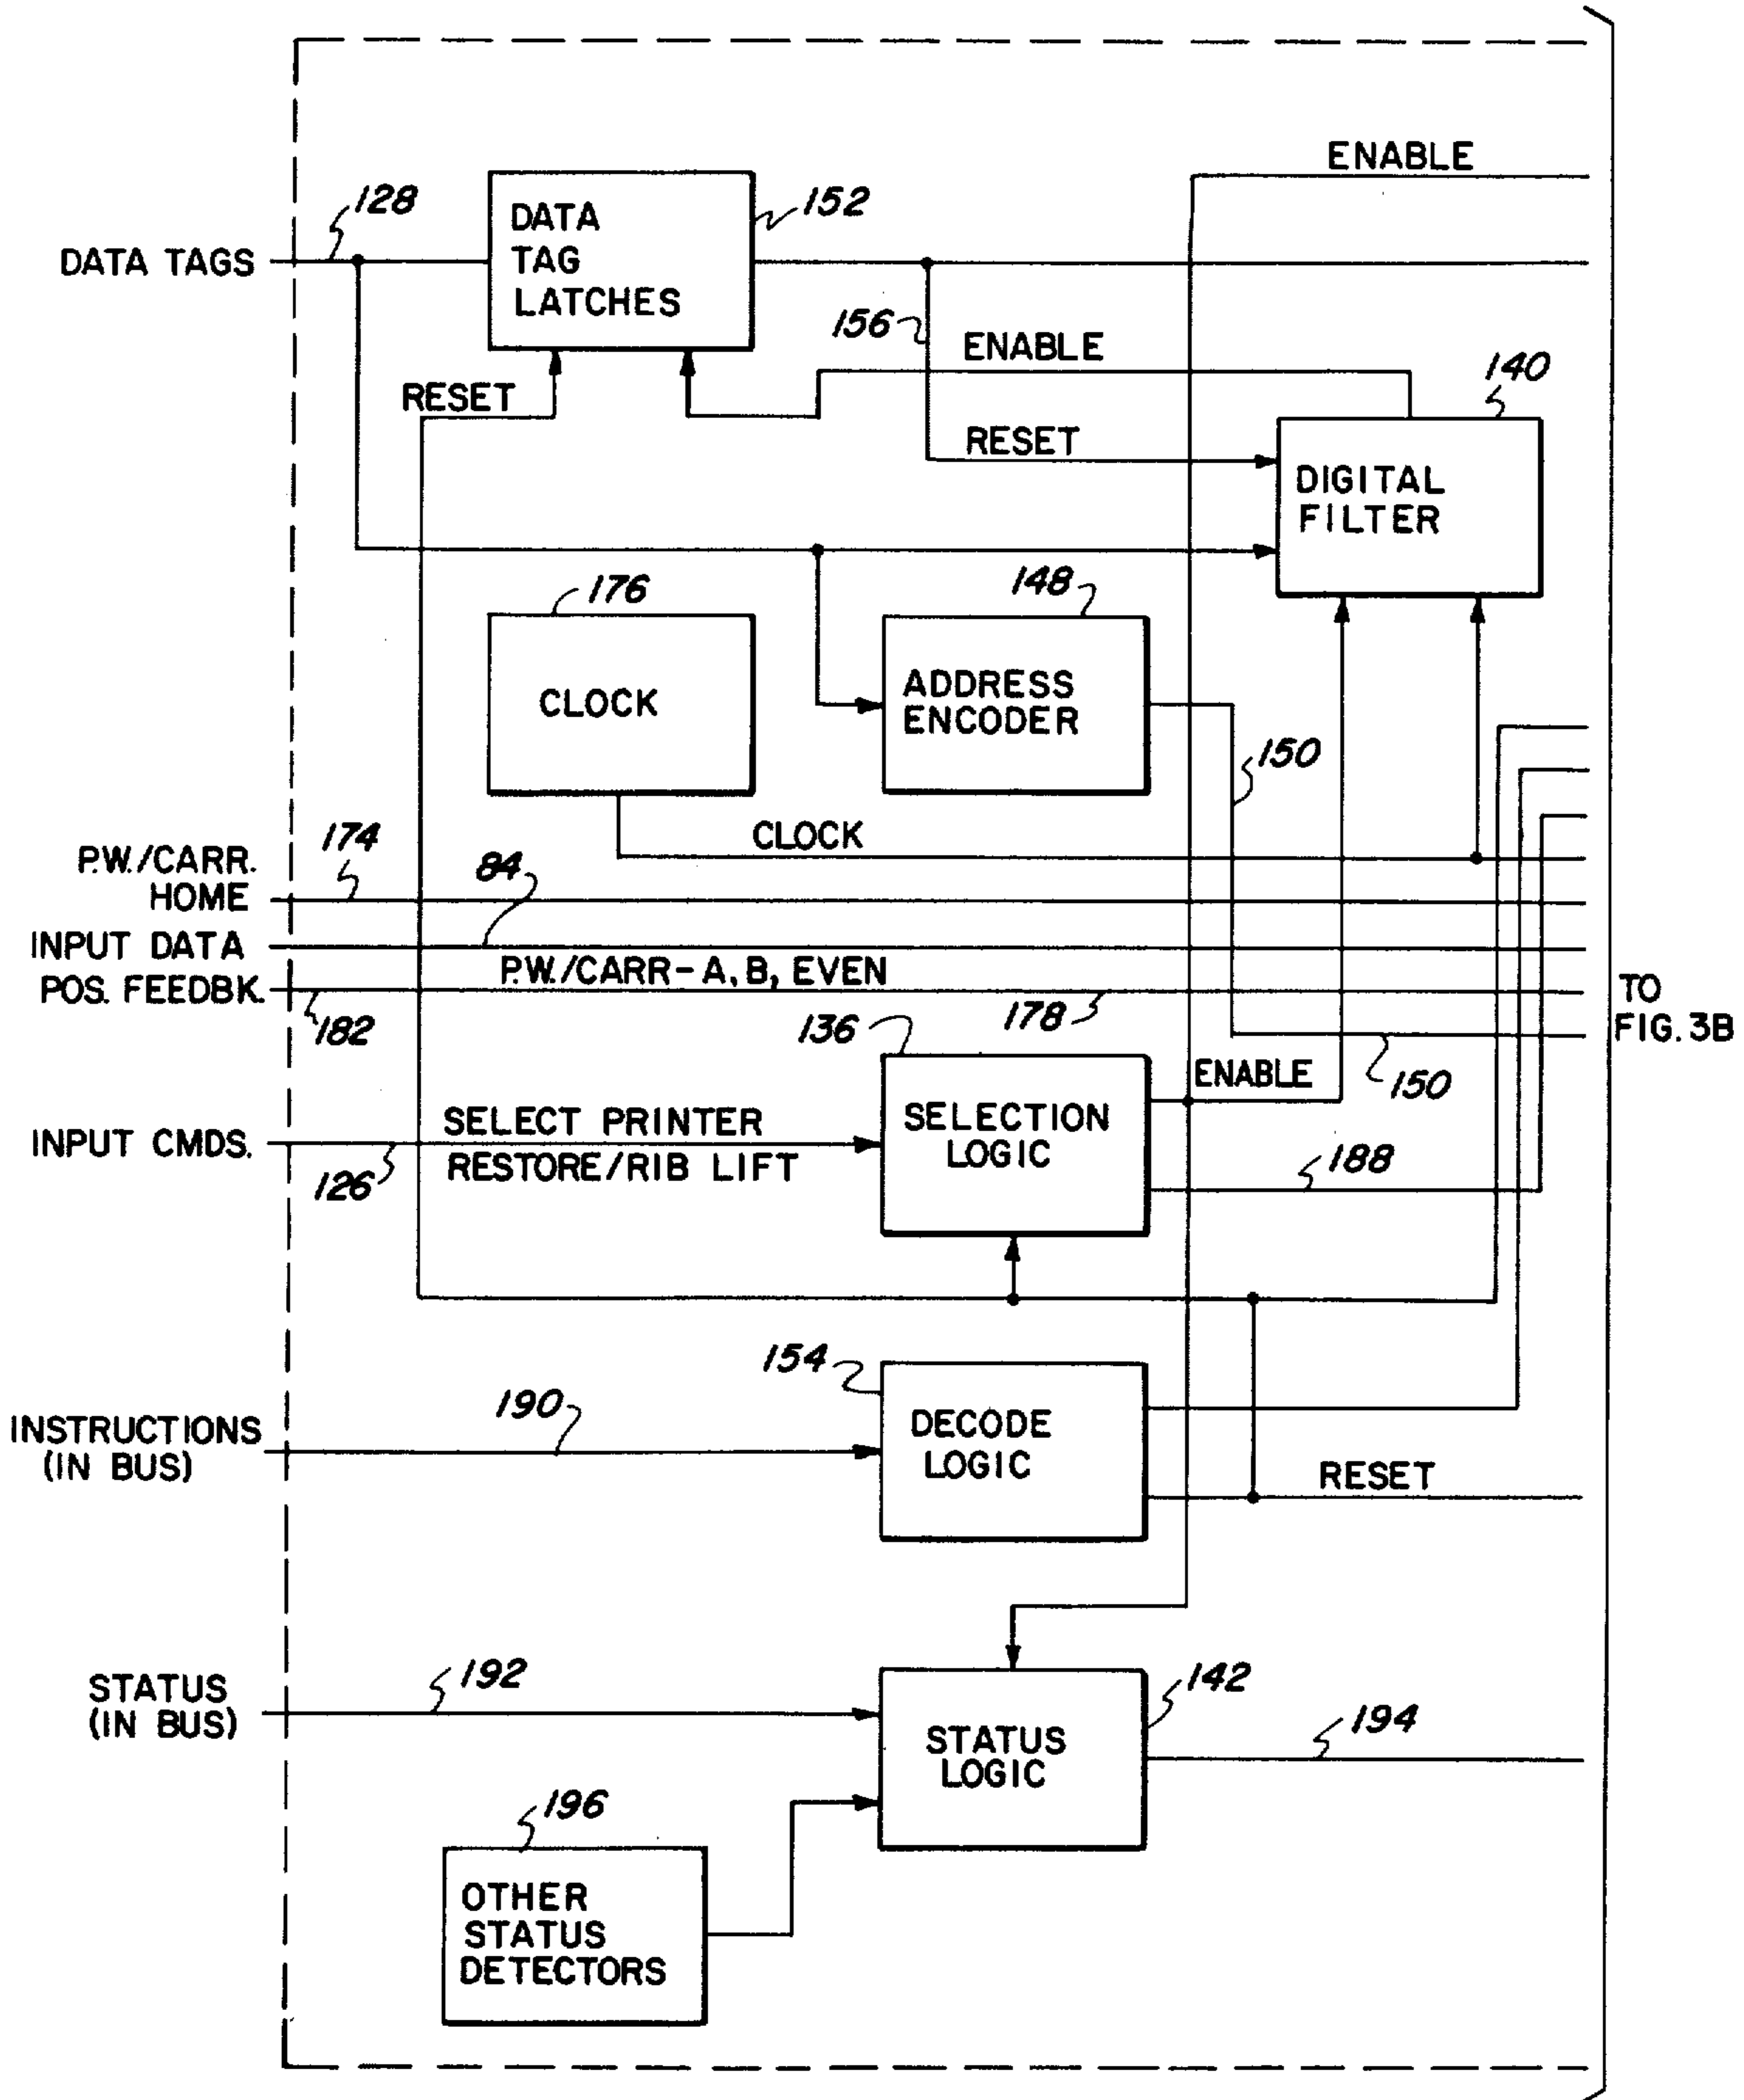 ENABLE
128
152
DATA
TAG
LATCHES
DATA TAGS
156
ENABLE
140
RESET
RESET
DIGITAL
FILTER
176
148
CLOCK
ADDRESS
ENCODER
150
174
CLOCK
P.W./CARR.
HOME
84
INPUT DATA
P.W./CARR-A, B, EVEN
POS. FEEDBK.
182
136
178
TO
FIG. 3B
ENABLE
150
SELECT PRINTER
SELECTION
LOGIC
INPUT CMDS.
RESTORE/RIB LIFT
126
188
154
190
DECODE
LOGIC
INSTRUCTIONS
(IN BUS)
RESET
192
142
STATUS
(IN BUS)
194
STATUS
LOGIC
196
OTHER
STATUS
DETECTORS